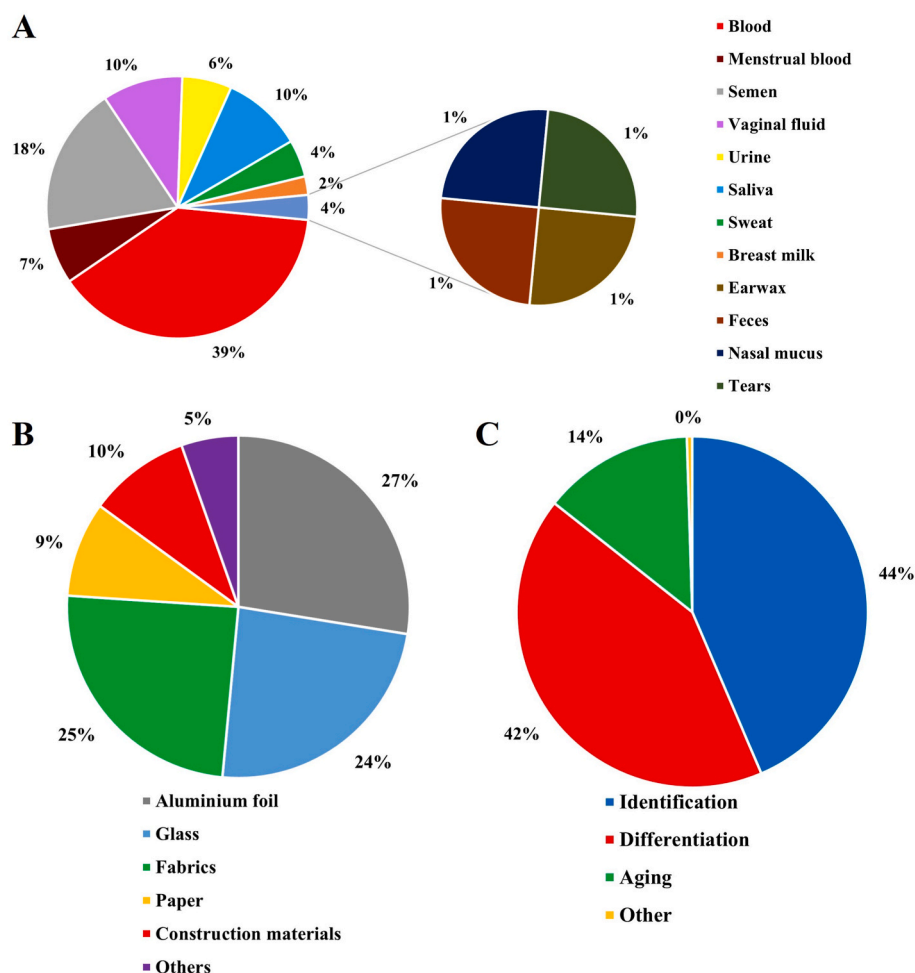 A
10%
6%
10%
18%
4%
2%
4%
7%
39%
1%
1%
1%
1%
Blood
Menstrual blood
Semen
Vaginal fluid
Urine
Saliva
Sweat
Breast milk
Earwax
Feces
Nasal mucus
Tears
B
5%
10%
27%
9%
25%
24%
Aluminium foil
Glass
Fabrics
Paper
Construction materials
Others
C
0%
14%
44%
42%
Identification
Differentiation
Aging
Other